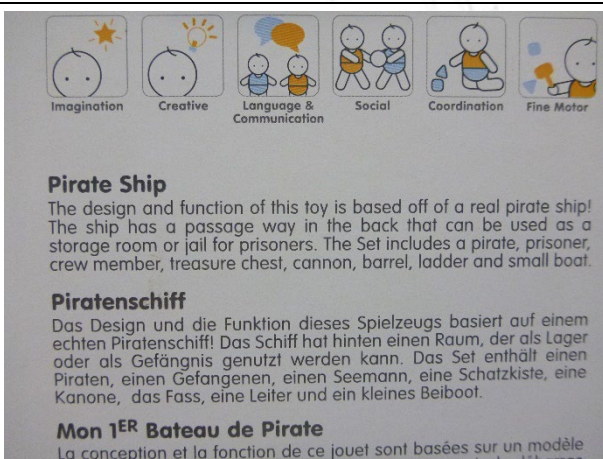 Imagination
Creative
Language &
Communication
Social
Coordination
Fine Motor
Pirate Ship
The design and function of this toy is based off of a real pirate ship!
The ship has a passage way in the back that can be used as a
storage room or jail for prisoners. The Set includes a pirate, prisoner,
crew member, treasure chest, cannon, barrel, ladder and small boat.
Piratenschiff
Das Design und die Funktion dieses Spielzeugs basiert auf einem
echten Piratenschiff! Das Schiff hat hinten einen Raum, der als Lager
oder als Gefängnis genutzt werden kann. Das Set enthält einen
Piraten, einen Gefangenen, einen Seemann, eine Schatzkiste, eine
Kanone, das Fass, eine Leiter und ein kleines Beiboot.
Mon 1ER Bateau de Pirate
La conception et la fonction de ce jouet sont basées sur un modèle